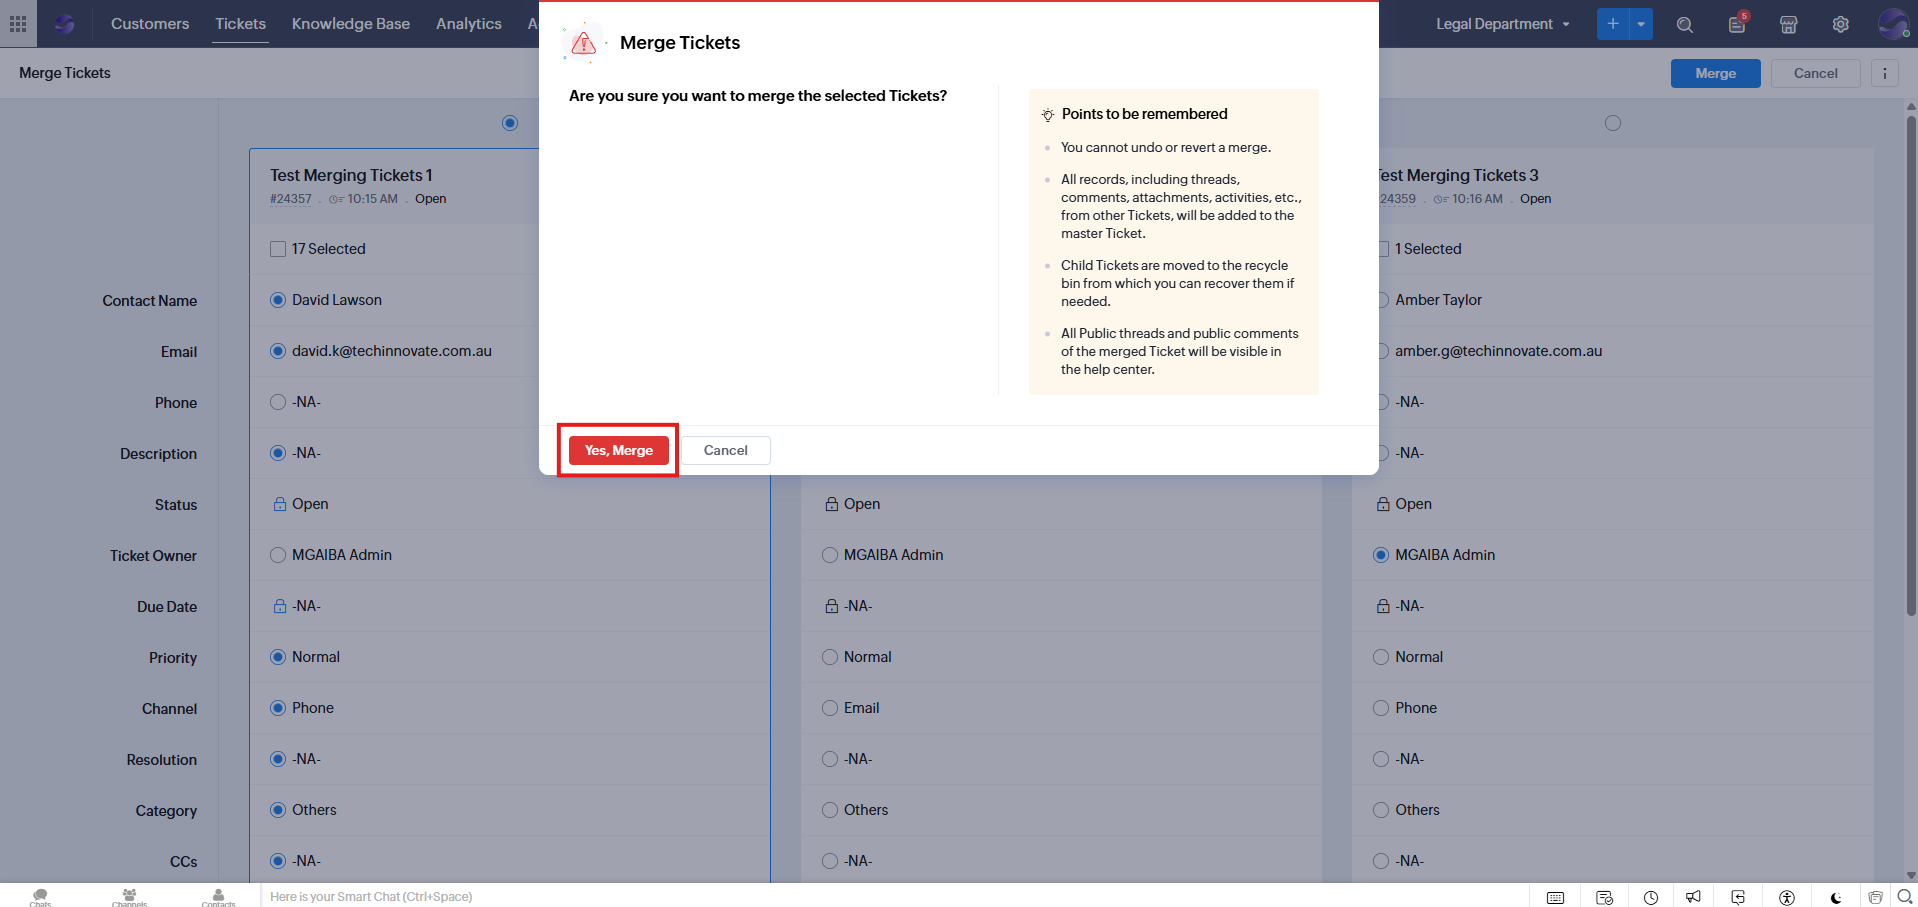 Customers Tickets Knowledge Base Analytics
Legal Department
5
Merge Tickets
Merge Cancel
Merge Tickets
Are you sure you want to merge the selected Tickets?
Points to be remembered
You cannot undo or revert a merge.
All records, including threads,
comments, attachments, activities, etc.,
from other Tickets, will be added to the
master Ticket.
Child Tickets are moved to the recycle
bin from which you can recover them if
needed.
All Public threads and public comments
of the merged Ticket will be visible in
the help center.
Yes, Merge Cancel
Test Merging Tickets 1
#24357 . 10:15 AM . Open
17 Selected
Test Merging Tickets 3
24359 . 10:16 AM . Open
1 Selected
Contact Name David Lawson Amber Taylor
Email david.k@techinnovate.com.au amber.g@techinnovate.com.au
Phone -NA- -NA-
Description -NA- -NA-
Status Open Open Open
Ticket Owner MGAIBA Admin MGAIBA Admin MGAIBA Admin
Due Date -NA- -NA- -NA-
Priority Normal Normal Normal
Channel Phone Email Phone
Resolution -NA- -NA- -NA-
Category Others Others Others
CCs -NA- -NA- -NA-
Chats Channels Contacts Here is your Smart Chat (Ctrl+Space)